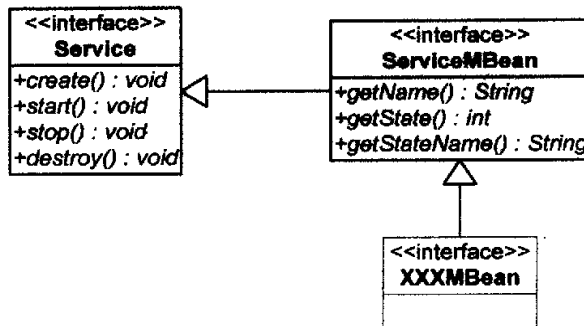 <<interface>>
Service
+create() : void
+start() : void
+stop() : void
+destroy() : void
<<interface>>
ServiceMBean
+getName() : String
+getState() : int
+getStateName() : String
<<interface>>
XXXMBean